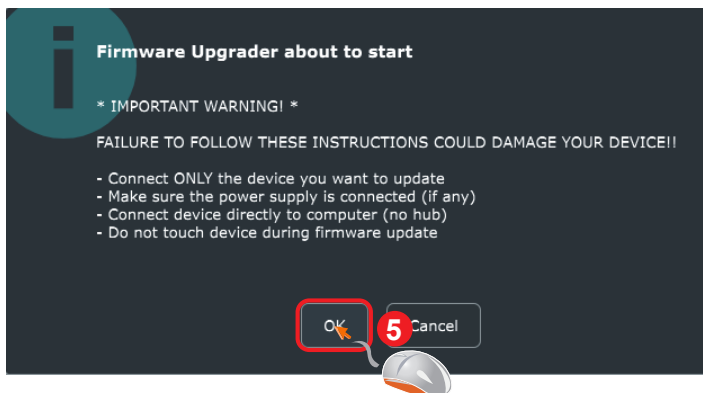 Firmware Upgrader about to start
* IMPORTANT WARNING! *
FAILURE TO FOLLOW THESE INSTRUCTIONS COULD DAMAGE YOUR DEVICE!!
- Connect ONLY the device you want to update
- Make sure the power supply is connected (if any)
- Connect device directly to computer (no hub)
- Do not touch device during firmware update
OK 5 Cancel